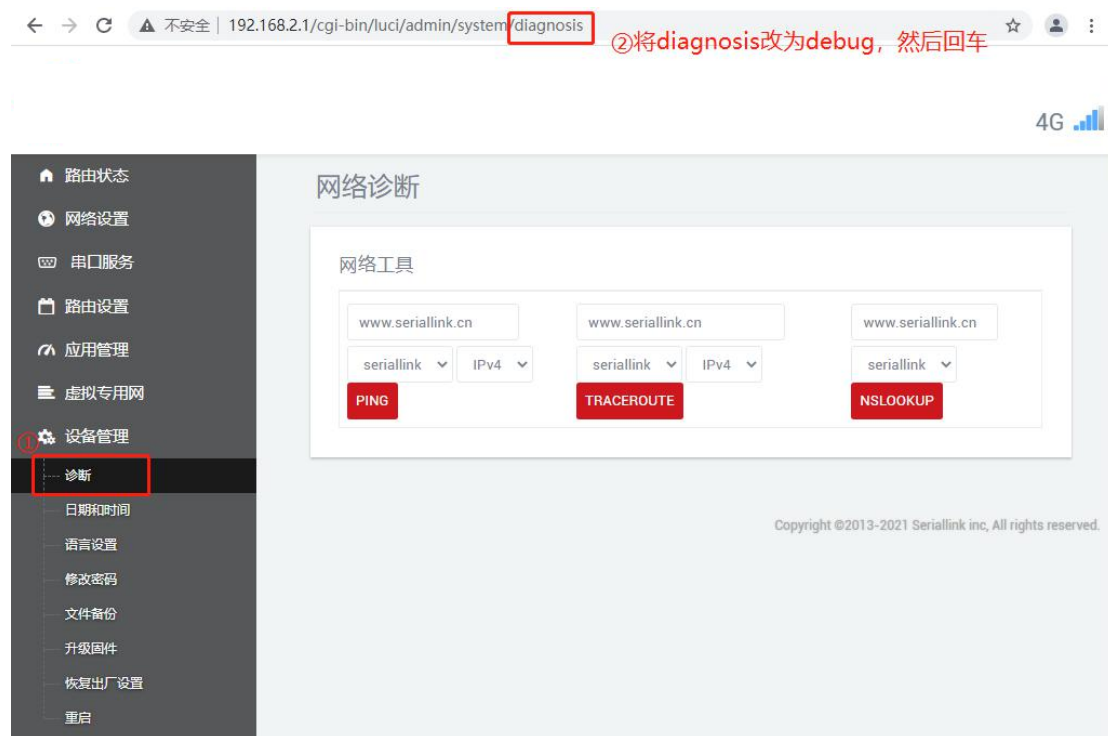 不安全 | 192.168.2.1/cgi-bin/luci/admin/system/diagnosis
②将diagnosis改为debug，然后回车
4G
路由状态
网络设置
串口服务
路由设置
应用管理
虚拟专用网
①
设备管理
诊断
日期和时间
语言设置
修改密码
文件备份
升级固件
恢复出厂设置
重启
网络诊断
网络工具
www.seriallink.cn www.seriallink.cn www.seriallink.cn
seriallink IPv4 seriallink IPv4 seriallink
PING TRACEROUTE NSLOOKUP
Copyright ©2013-2021 Seriallink inc, All rights reserved.